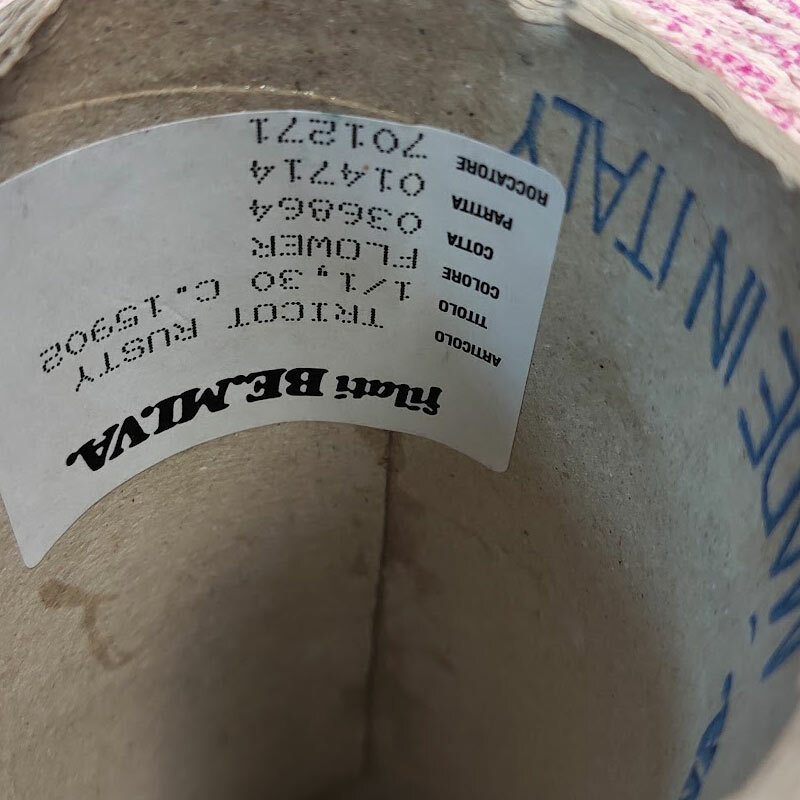 filati BE.MI.VA.
ARTICOLO TRICOT RUSTY
TITOLO 1/1,30 C.15902
COLORE FLOWER
COTTA 036864
PARTITA 014714
ROCCATORE 701271
MADE IN ITALY